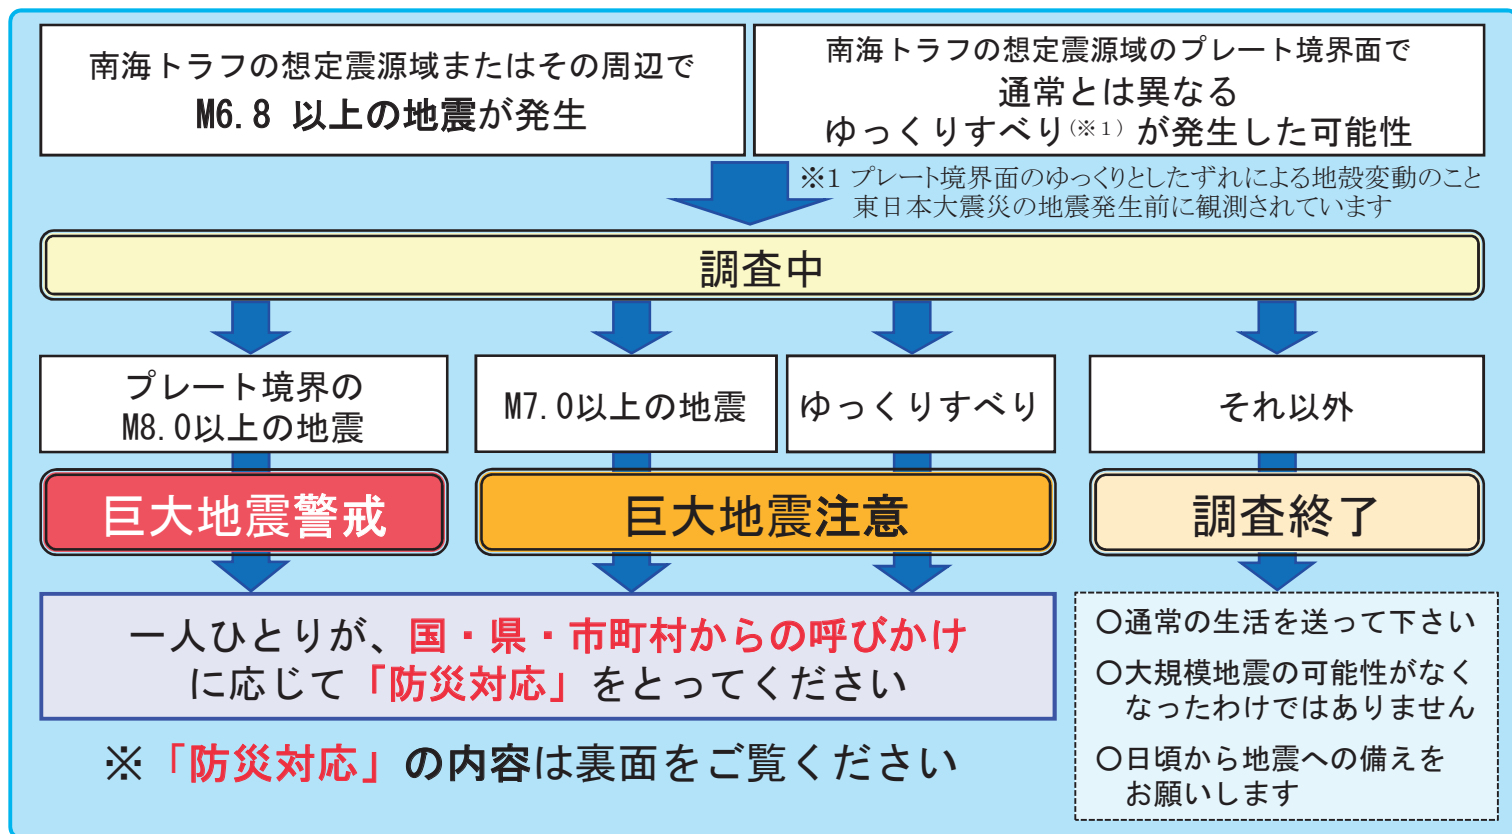 南海トラフの想定震源域またはその周辺で
M6.8 以上の地震が発生
南海トラフの想定震源域のプレート境界面で
通常とは異なる
ゆっくりすべり(※1)が発生した可能性
※1 プレート境界面のゆっくりとしたずれによる地殻変動のこと
東日本大震災の地震発生前に観測されています
調査中
プレート境界の
M8.0以上の地震
M7.0以上の地震
ゆっくりすべり
それ以外
巨大地震警戒
巨大地震注意
調査終了
一人ひとりが、国・県・市町村からの呼びかけ
に応じて「防災対応」をとってください
※「防災対応」の内容は裏面をご覧ください
○通常の生活を送って下さい
○大規模地震の可能性がなく
なったわけではありません
○日頃から地震への備えを
お願いします